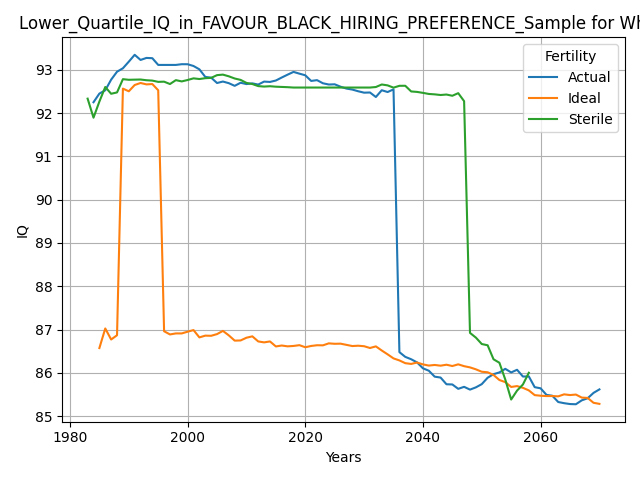 Lower_Quartile_IQ_in_FAVOUR_BLACK_HIRING_PREFERENCE_Sample for Wh
Fertility
Actual
Ideal
Sterile
93
92
91
90
89
88
87
86
85
IQ
1980
2000
2020
2040
2060
Years